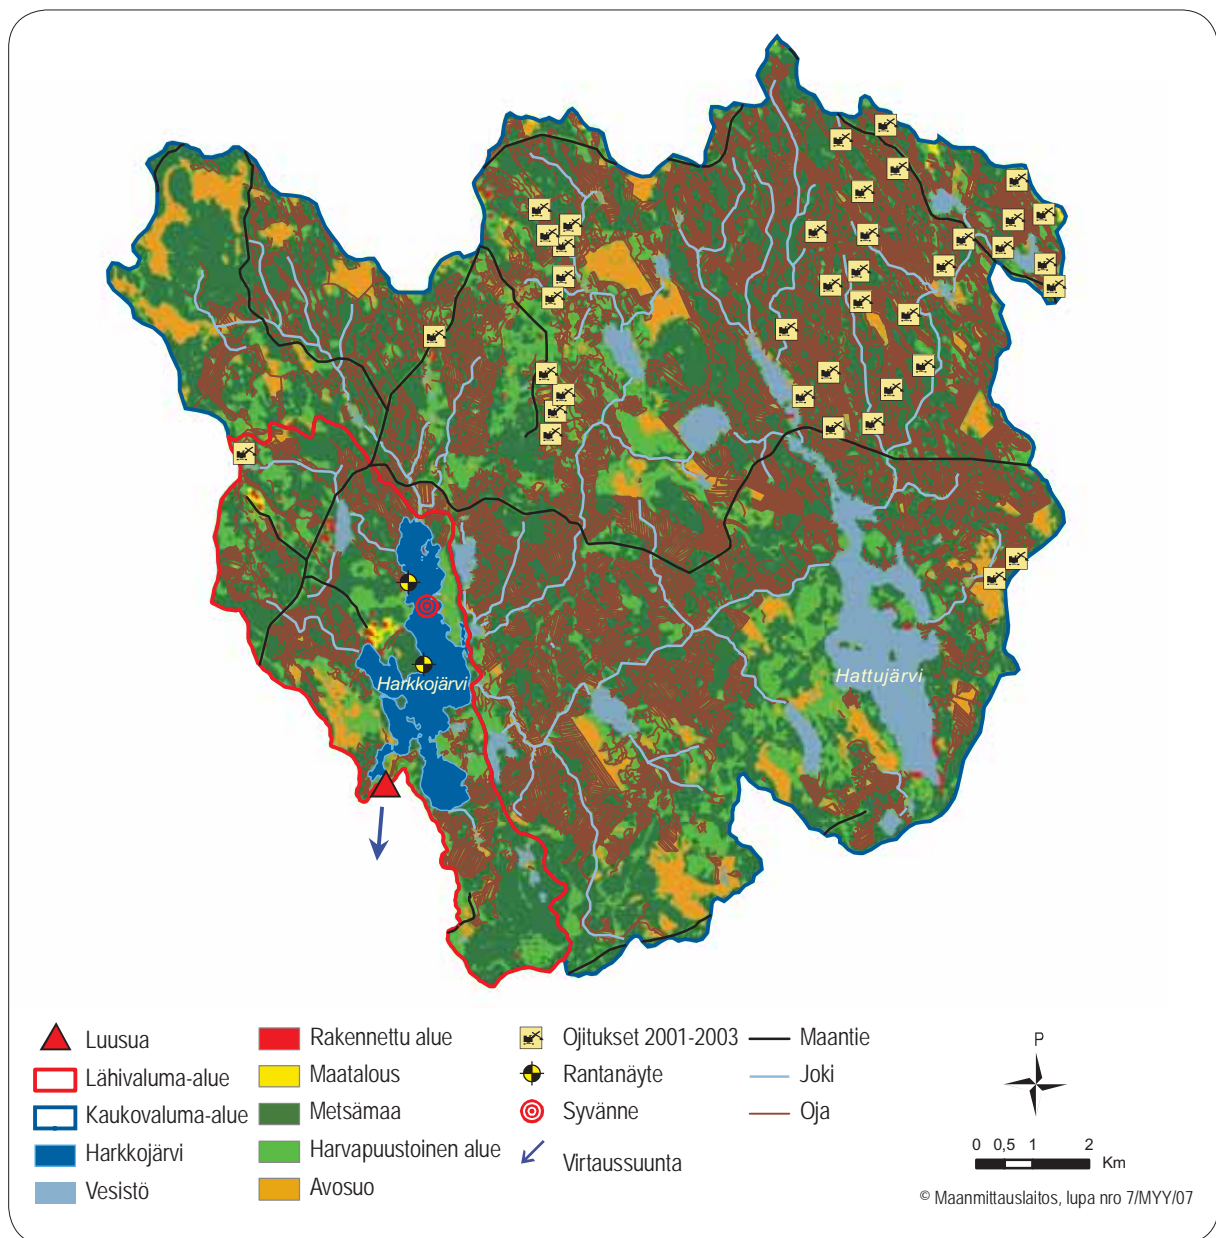 Harkkojärvi
Hattujärvi
Luusua
Lähivaluma-alue
Kaukovaluma-alue
Harkkojärvi
Vesistö
Rakennettu alue
Maatalous
Metsämaa
Harvapuustoinen alue
Avosuo
Ojitukset 2001-2003
Rantanäyte
Syvänne
Virtaussuunta
Maantie
Joki
Oja
P
0 0,5 1 2
Km
© Maanmittauslaitos, lupa nro 7/MYY/07